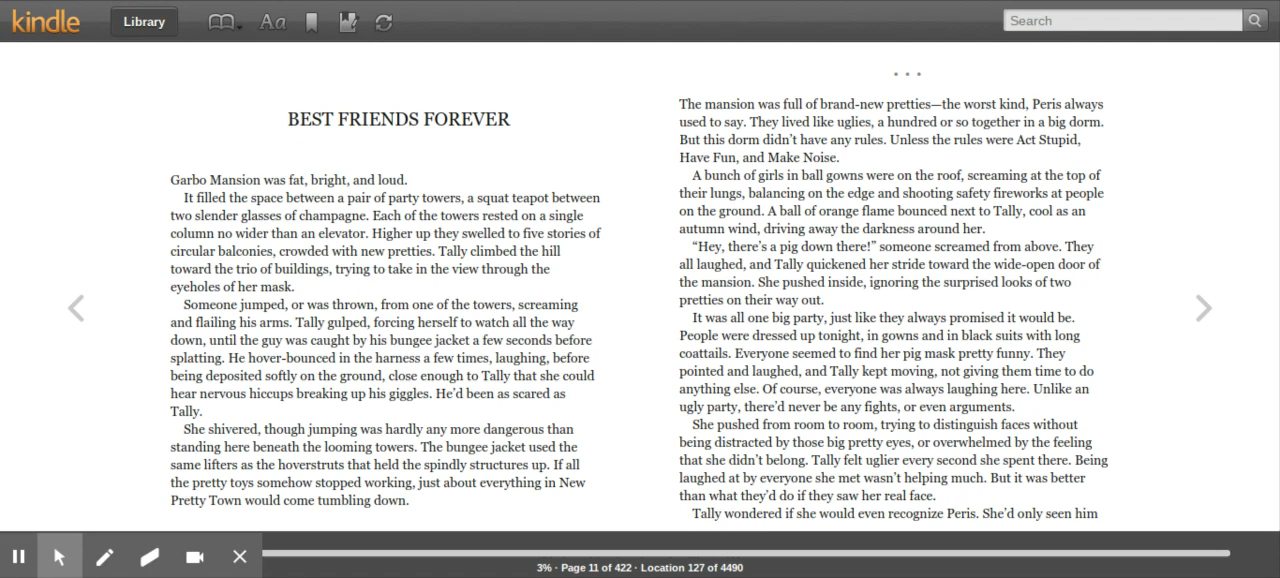 kindle
Library
Aa
Search
BEST FRIENDS FOREVER
Garbo Mansion was fat, bright, and loud.
It filled the space between a pair of party towers, a squat teapot between
two slender glasses of champagne. Each of the towers rested on a single
column no wider than an elevator. Higher up they swelled to five stories of
circular balconies, crowded with new pretties. Tally climbed the hill
toward the trio of buildings, trying to take in the view through the
eyeholes of her mask.
Someone jumped, or was thrown, from one of the towers, screaming
and flailing his arms. Tally gulped, forcing herself to watch all the way
down, until the guy was caught by his bungee jacket a few seconds before
splatting. He hover-bounced in the harness a few times, laughing, before
being deposited softly on the ground, close enough to Tally that she could
hear nervous hiccups breaking up his giggles. He’d been as scared as
Tally.
She shivered, though jumping was hardly any more dangerous than
standing here beneath the looming towers. The bungee jacket used the
same lifters as the hoverstruts that held the spindly structures up. If all
the pretty toys somehow stopped working, just about everything in New
Pretty Town would come tumbling down.
• • •
The mansion was full of brand-new pretties—the worst kind, Peris always
used to say. They lived like uglies, a hundred or so together in a big dorm.
But this dorm didn’t have any rules. Unless the rules were Act Stupid,
Have Fun, and Make Noise.
A bunch of girls in ball gowns were on the roof, screaming at the top of
their lungs, balancing on the edge and shooting safety fireworks at people
on the ground. A ball of orange flame bounced next to Tally, cool as an
autumn wind, driving away the darkness around her.
“Hey, there’s a pig down there!” someone screamed from above. They
all laughed, and Tally quickened her stride toward the wide-open door of
the mansion. She pushed inside, ignoring the surprised looks of two
pretties on their way out.
It was all one big party, just like they always promised it would be.
People were dressed up tonight, in gowns and in black suits with long
coattails. Everyone seemed to find her pig mask pretty funny. They
pointed and laughed, and Tally kept moving, not giving them time to do
anything else. Of course, everyone was always laughing here. Unlike an
ugly party, there’d never be any fights, or even arguments.
She pushed from room to room, trying to distinguish faces without
being distracted by those big pretty eyes, or overwhelmed by the feeling
that she didn’t belong. Tally felt uglier every second she spent there. Being
laughed at by everyone she met wasn’t helping much. But it was better
than what they’d do if they saw her real face.
Tally wondered if she would even recognize Peris. She’d only seen him
3% · Page 11 of 422 · Location 127 of 4490